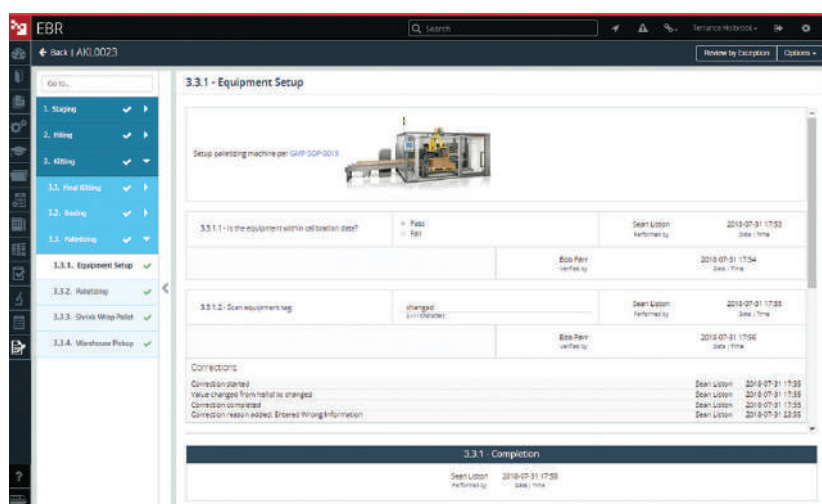 EBR
Search
Terrance Holbrook
Back | AKL0023
Review by Exception
Options
Go to...
3.3.1 - Equipment Setup
1. Staging
2. Filling
3. Kitting
3.1. Final Kitting
3.2. Boxing
3.3. Palletizing
3.3.1. Equipment Setup
3.3.2. Palletizing
3.3.3. Shrink Wrap Pallet
3.3.4. Warehouse Pickup
Setup palletizing machine per GMP-SOP-0015
3.3.1.1 - Is the equipment within calibration date?
Pass
Fail
Sean Liston
Performed by
2018-07-31 17:53
Date | Time
Bob Parr
Verified by
2018-07-31 17:54
Date | Time
3.3.1.2 - Scan equipment tag
changed
Sean Liston
Performed by
2018-07-31 17:55
Date | Time
Bob Parr
Verified by
2018-07-31 17:56
Date | Time
Corrections
Correction started Sean Liston 2018-07-31 17:55
Value changed from hello! to changed Sean Liston 2018-07-31 17:55
Correction completed Sean Liston 2018-07-31 17:55
Correction reason added: Entered Wrong Information Sean Liston 2018-07-31 23:55
3.3.1 - Completion
Sean Liston
Performed by
2018-07-31 17:58
Date | Time
?